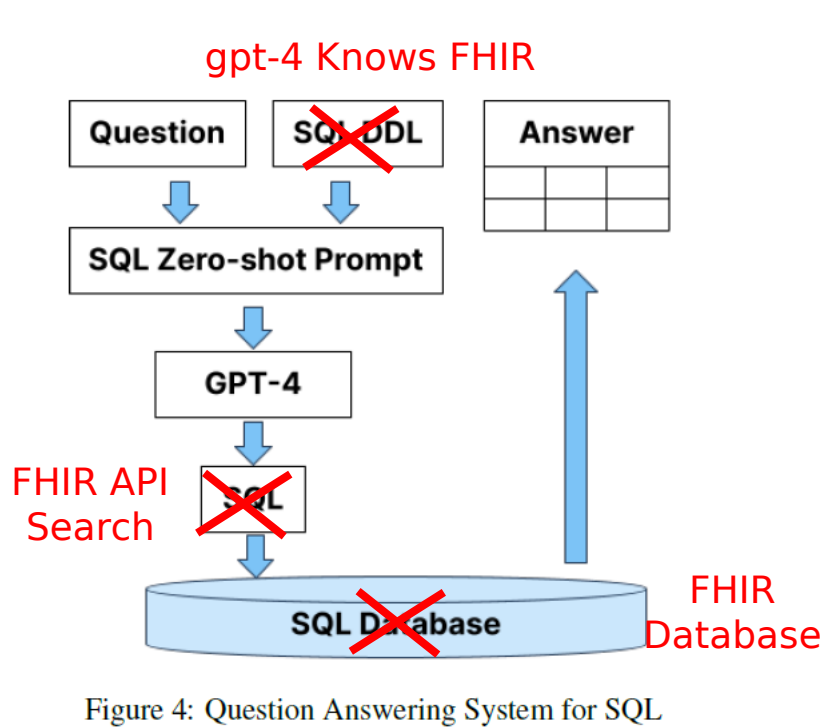 gpt-4 Knows FHIR
Question
SQL DDL
Answer
SQL Zero-shot Prompt
GPT-4
FHIR API
Search
SQL
FHIR
Database
SQL Database
Figure 4: Question Answering System for SQL